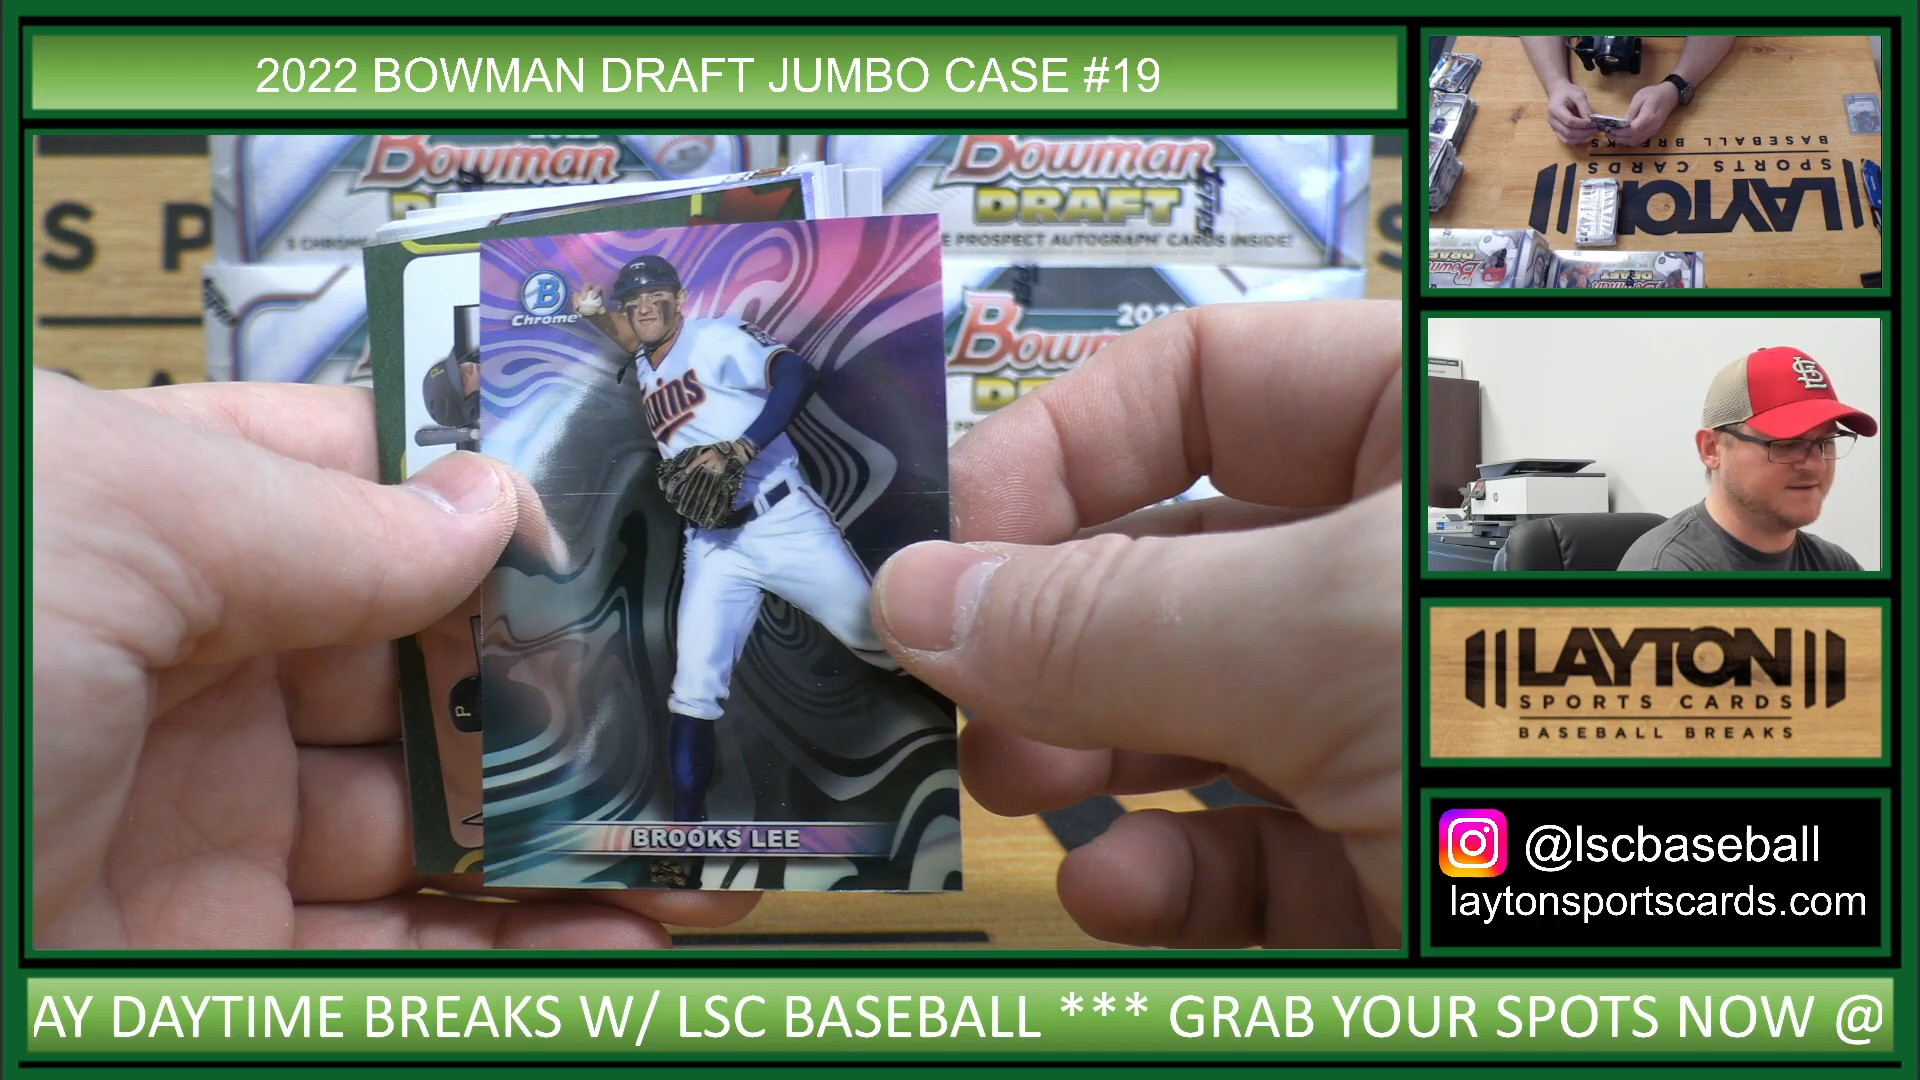 2022 BOWMAN DRAFT JUMBO CASE #19
Bowman
DRAFT
PROSPECT AUTOGRAPH CARDS INSIDE!
Bowman
B
Chrome
Twins
BROOKS LEE
LAYTON
SPORTS CARDS
BASEBALL BREAKS
LAYTON
SPORTS CARDS
BASEBALL BREAKS
@lscbaseball
laytonsportscards.com
AY DAYTIME BREAKS W/ LSC BASEBALL *** GRAB YOUR SPOTS NOW @